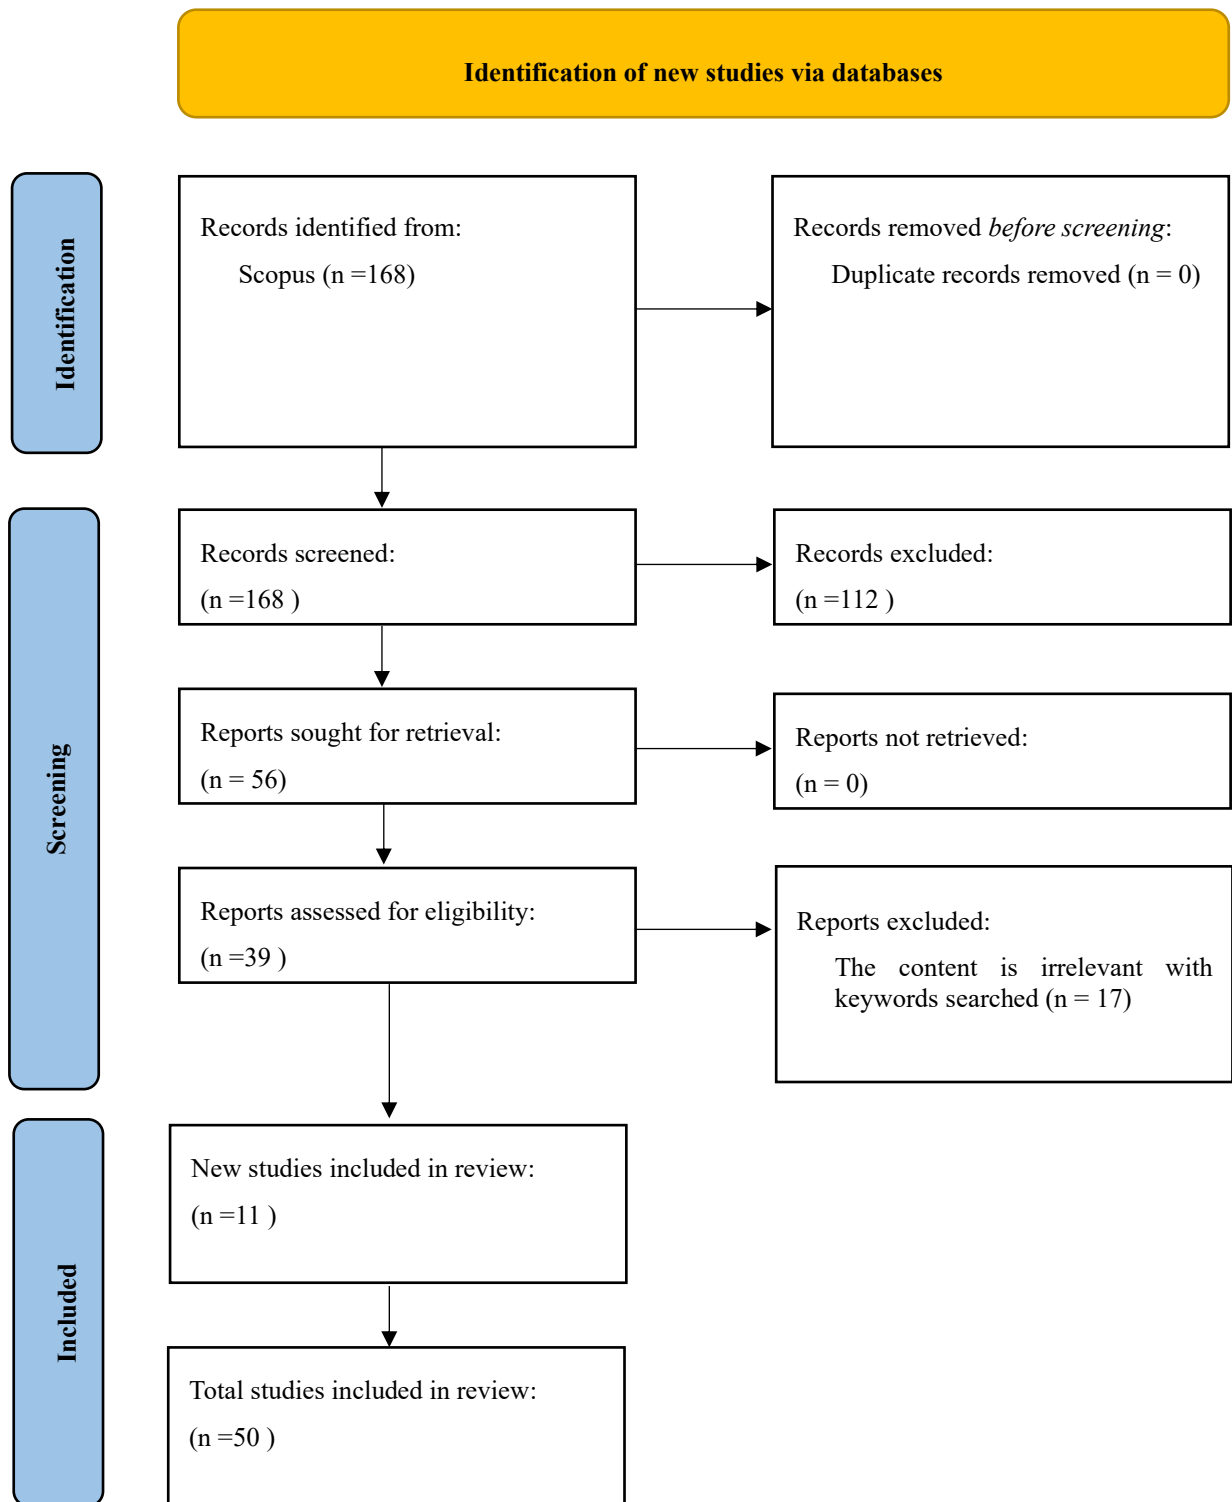 Identification of new studies via databases
Identification
Records identified from:
Scopus (n =168)
Records removed before screening:
Duplicate records removed (n = 0)
Screening
Records screened:
(n =168 )
Records excluded:
(n =112 )
Reports sought for retrieval:
(n = 56)
Reports not retrieved:
(n = 0)
Reports assessed for eligibility:
(n =39 )
Reports excluded:
The content is irrelevant with
keywords searched (n = 17)
Included
New studies included in review:
(n =11 )
Total studies included in review:
(n =50 )